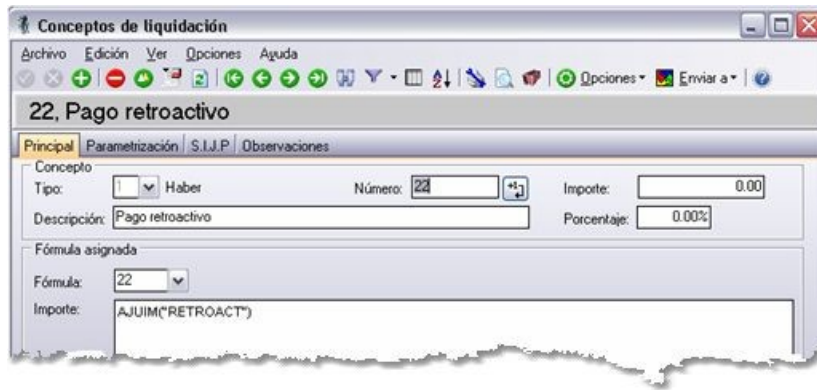 Conceptos de liquidación
Archivo Edición Ver Opciones Ayuda
Opciones Enviar a
22, Pago retroactivo
Principal Parametrización S.I.J.P Observaciones
Concepto
Tipo: 1 Haber Número: 22 Importe: 0.00
Descripción: Pago retroactivo Porcentaje: 0.00%
Fórmula asignada
Fórmula: 22
Importe: AJUIM("RETROACT")